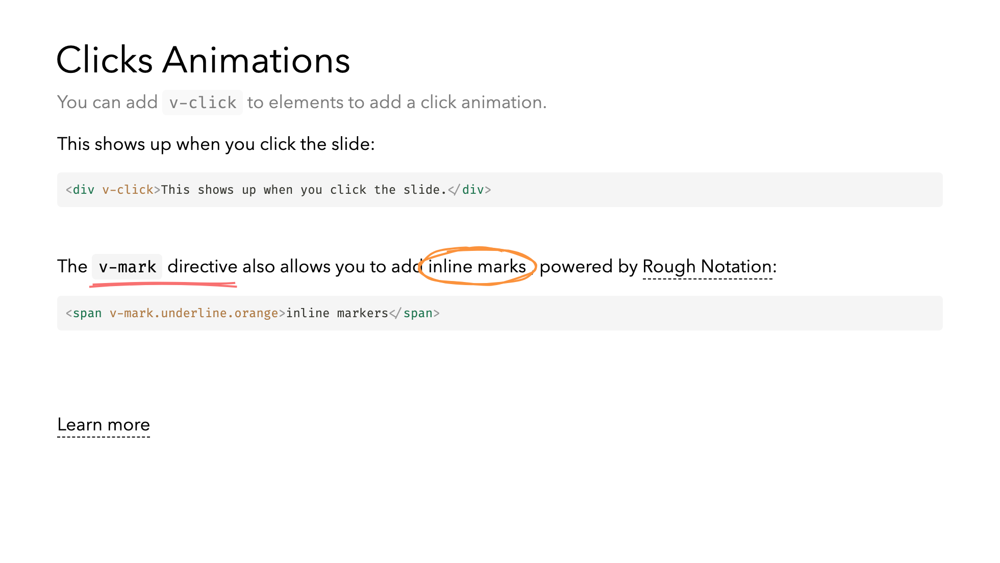 Clicks Animations
You can add v-click to elements to add a click animation.
This shows up when you click the slide:
<div v-click>This shows up when you click the slide.</div>
The v-mark directive also allows you to add inline marks , powered by Rough Notation:
<span v-mark.underline.orange>inline markers</span>
Learn more